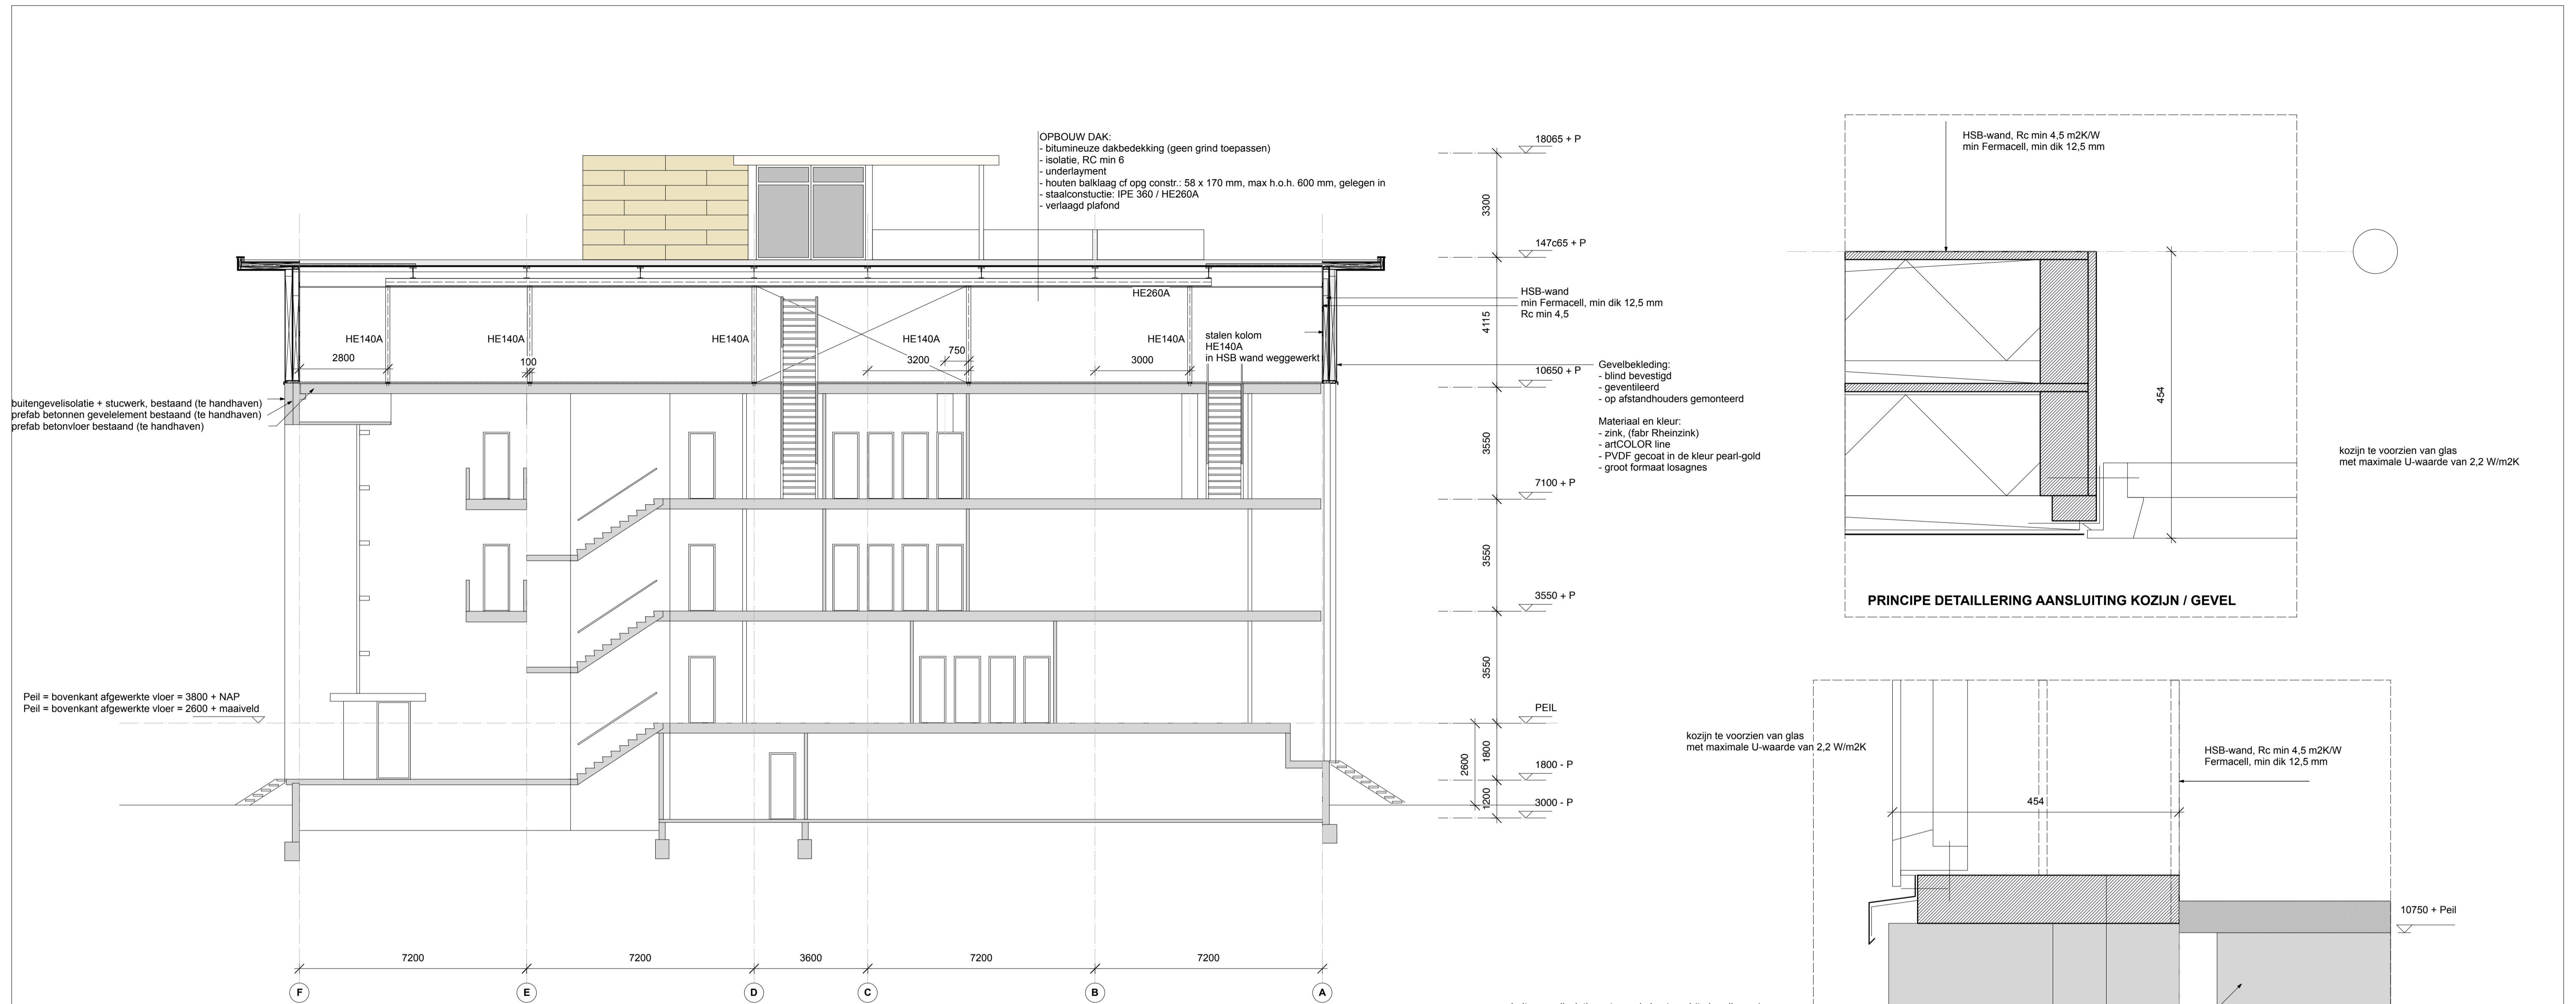 OPBOUW DAK:
- bitumineuze dakbedekking (geen grind toepassen)
- isolatie, RC min 6
- underlayment
- houten balklaag cf opg constr.: 58 x 170 mm, max h.o.h. 600 mm, gelegen in
- staalconstuctie: IPE 360 / HE260A
- verlaagd plafond
18065 + P
3300
147c65 + P
HE260A
HSB-wand
min Fermacell, min dik 12,5 mm
Rc min 4,5
4115
HE140A
HE140A
HE140A
HE140A
HE140A
stalen kolom
HE140A
in HSB wand weggewerkt
2800
100
3200
750
3000
Gevelbekleding:
- blind bevestigd
- geventileerd
- op afstandhouders gemonteerd
Materiaal en kleur:
- zink, (fabr Rheinzink)
- artCOLOR line
- PVDF gecoat in de kleur pearl-gold
- groot formaat losagnes
10650 + P
buitengevelisolatie + stucwerk, bestaand (te handhaven)
prefab betonnen gevelelement bestaand (te handhaven)
prefab betonvloer bestaand (te handhaven)
3550
7100 + P
3550
3550 + P
3550
Peil = bovenkant afgewerkte vloer = 3800 + NAP
Peil = bovenkant afgewerkte vloer = 2600 + maaiveld
PEIL
2600
1800
1800 - P
1200
3000 - P
7200
7200
3600
7200
7200
F
E
D
C
B
A
HSB-wand, Rc min 4,5 m2K/W
min Fermacell, min dik 12,5 mm
454
kozijn te voorzien van glas
met maximale U-waarde van 2,2 W/m2K
PRINCIPE DETAILLERING AANSLUITING KOZIJN / GEVEL
kozijn te voorzien van glas
met maximale U-waarde van 2,2 W/m2K
HSB-wand, Rc min 4,5 m2K/W
Fermacell, min dik 12,5 mm
454
10750 + Peil